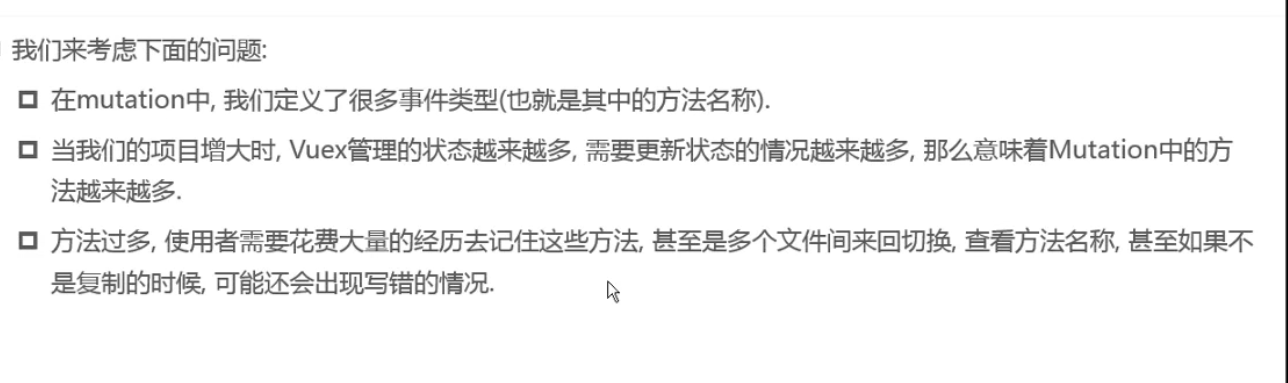 我们来考虑下面的问题:
在mutation中, 我们定义了很多事件类型(也就是其中的方法名称).
当我们的项目增大时, Vuex管理的状态越来越多, 需要更新状态的情况越来越多, 那么意味着Mutation中的方
法越来越多.
方法过多, 使用者需要花费大量的经历去记住这些方法, 甚至是多个文件间来回切换, 查看方法名称, 甚至如果不
是复制的时候, 可能还会出现写错的情况.